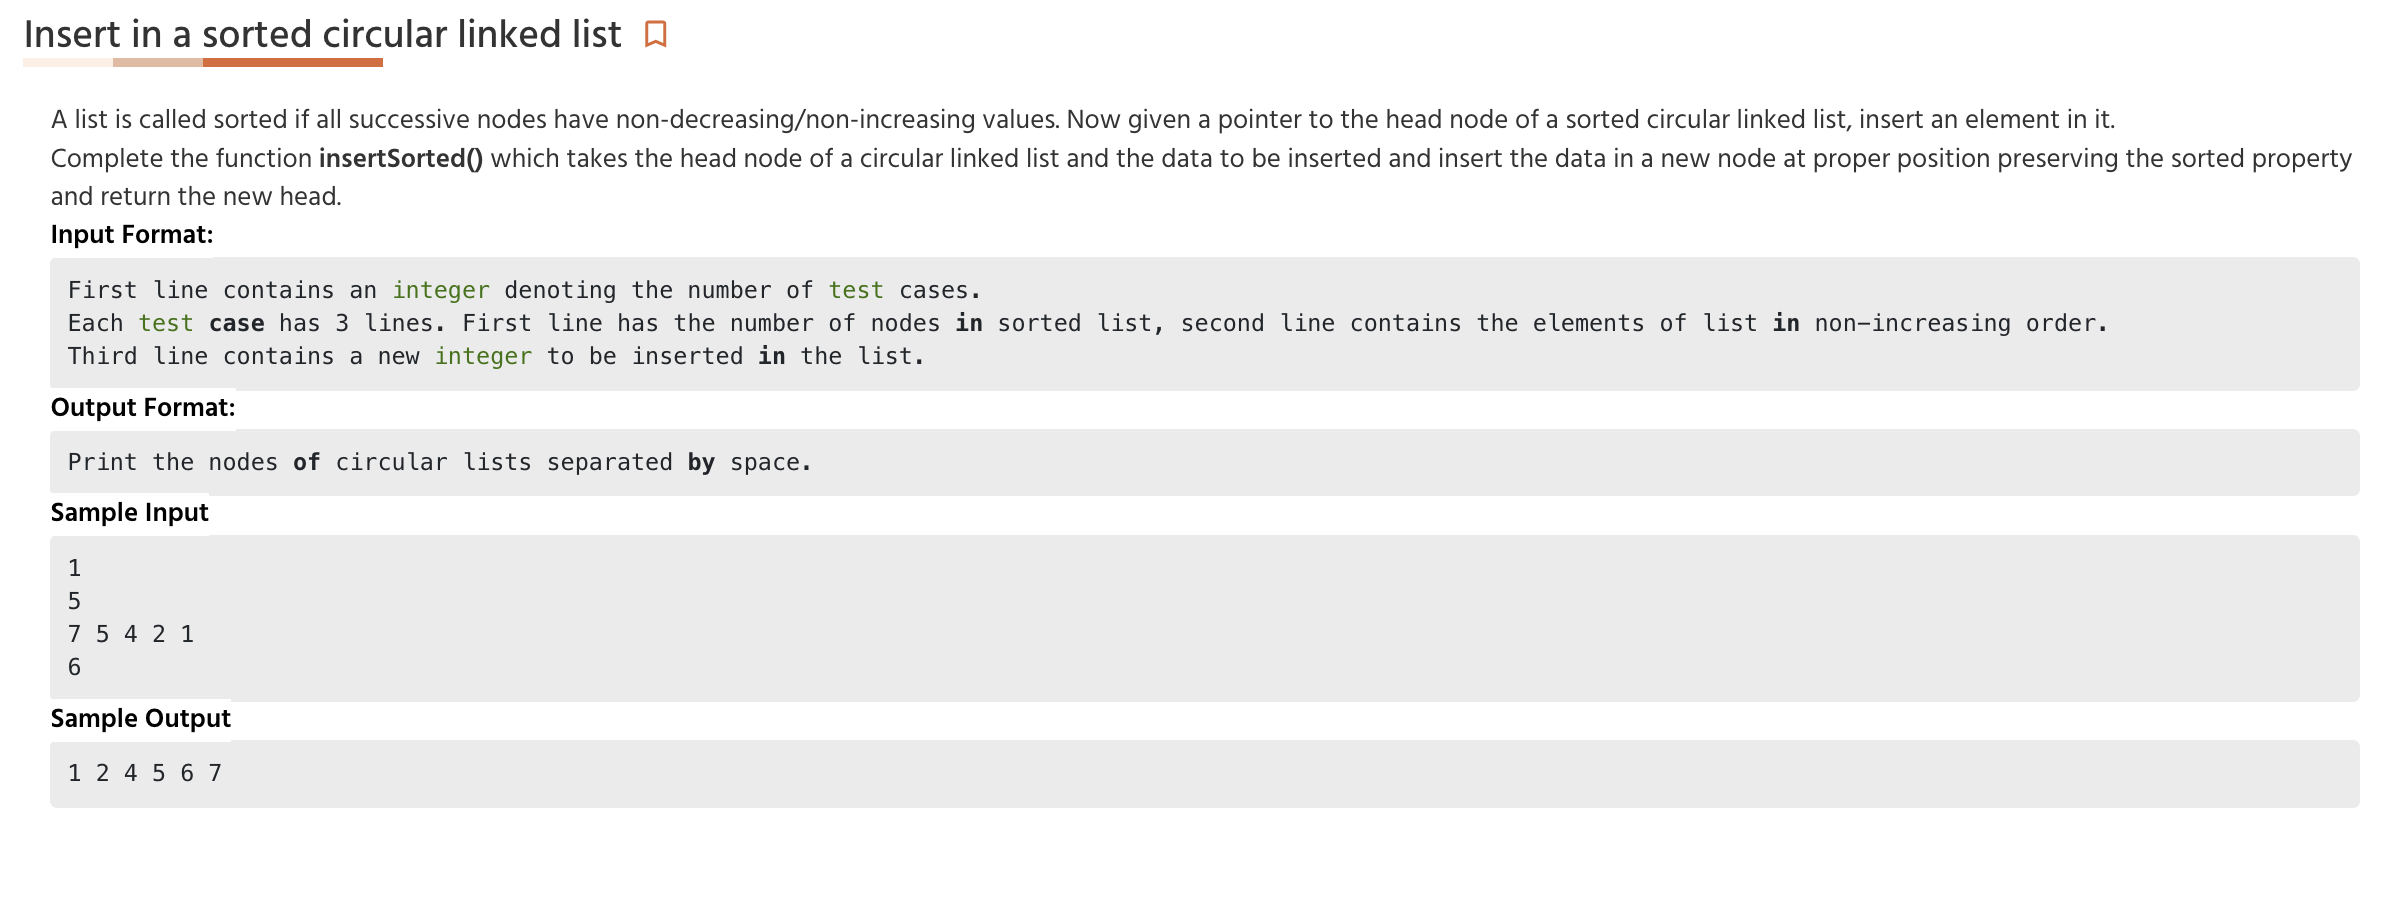 Insert in a sorted circular linked list
A list is called sorted if all successive nodes have non-decreasing/non-increasing values. Now given a pointer to the head node of a sorted circular linked list, insert an element in it.
Complete the function insertSorted() which takes the head node of a circular linked list and the data to be inserted and insert the data in a new node at proper position preserving the sorted property
and return the new head.
Input Format:
First line contains an integer denoting the number of test cases.
Each test case has 3 lines. First line has the number of nodes in sorted list, second line contains the elements of list in non-increasing order.
Third line contains a new integer to be inserted in the list.
Output Format:
Print the nodes of circular lists separated by space.
Sample Input
1
5
7 5 4 2 1
6
Sample Output
1 2 4 5 6 7